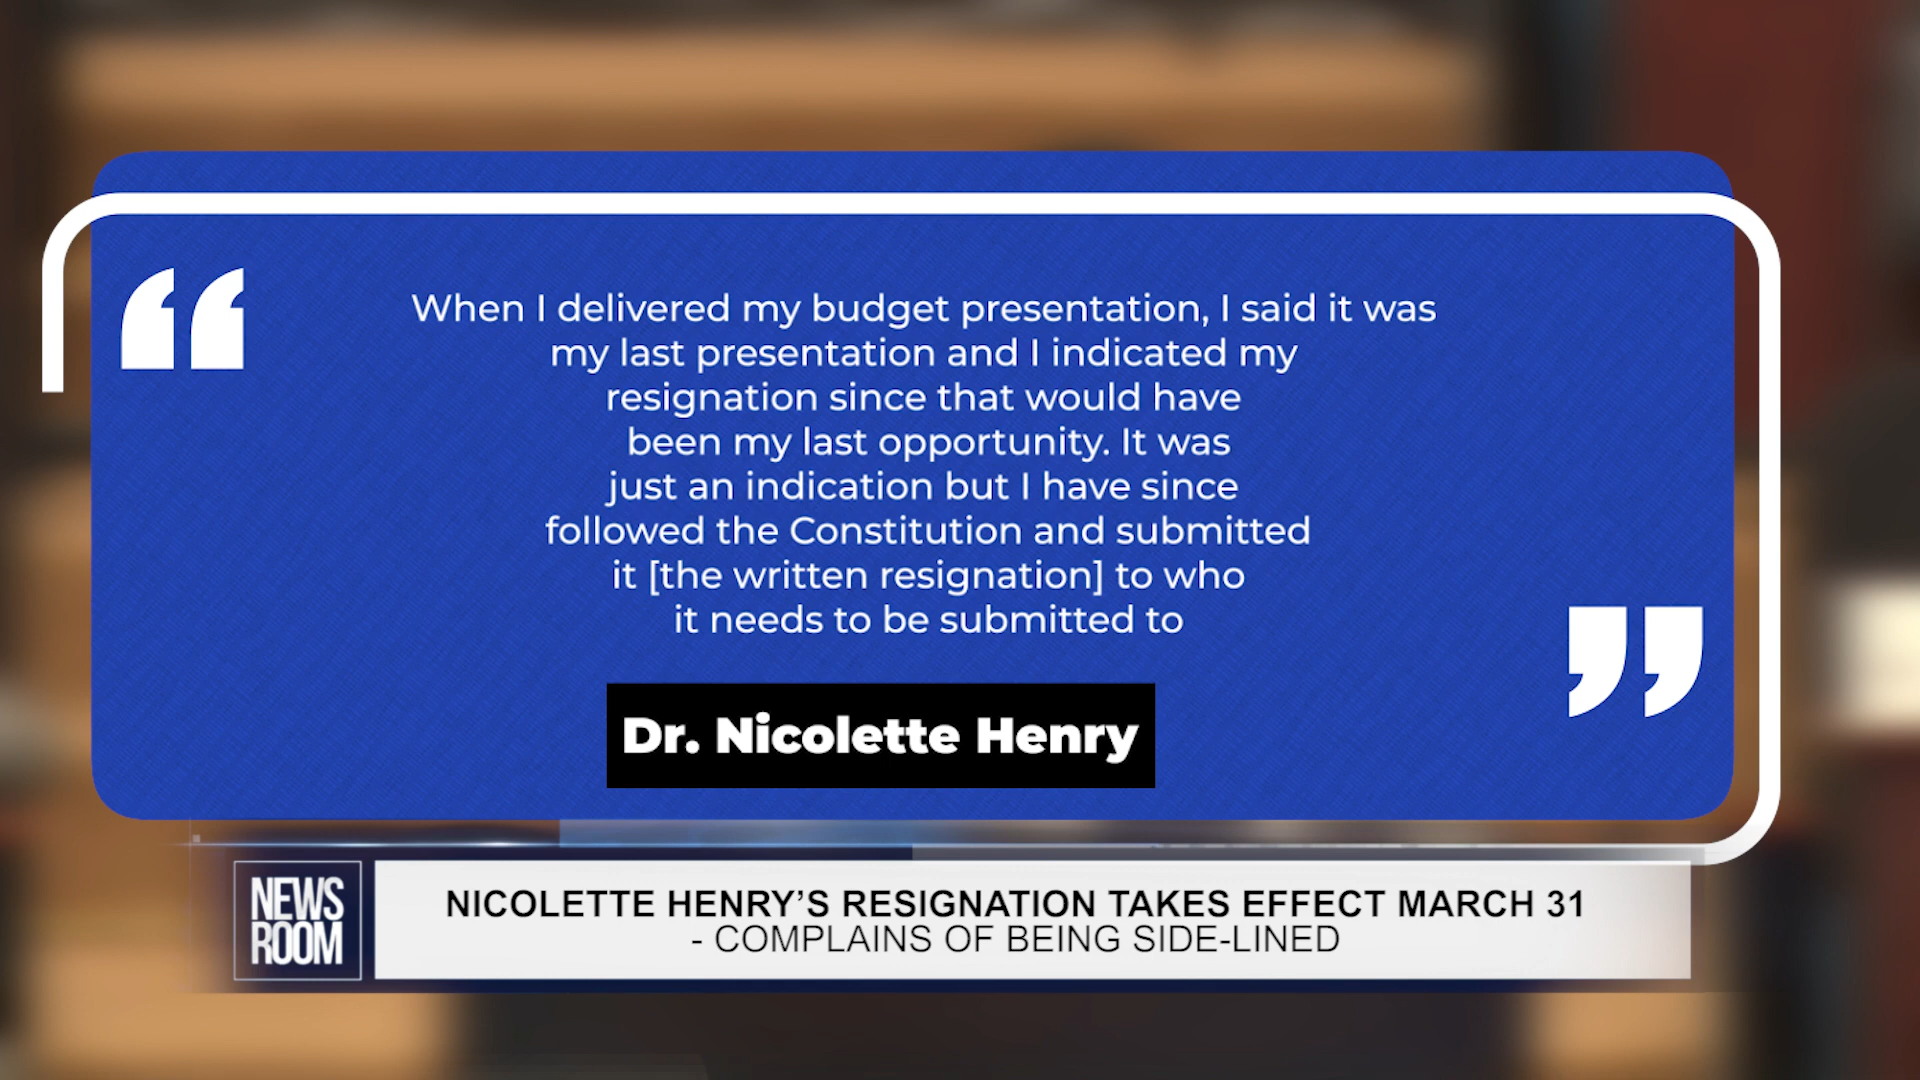 When I delivered my budget presentation, I said it was
my last presentation and I indicated my
resignation since that would have
been my last opportunity. It was
just an indication but I have since
followed the Constitution and submitted
it [the written resignation] to who
it needs to be submitted to
Dr. Nicolette Henry
NEWS
ROOM
NICOLETTE HENRY’S RESIGNATION TAKES EFFECT MARCH 31
- COMPLAINS OF BEING SIDE-LINED